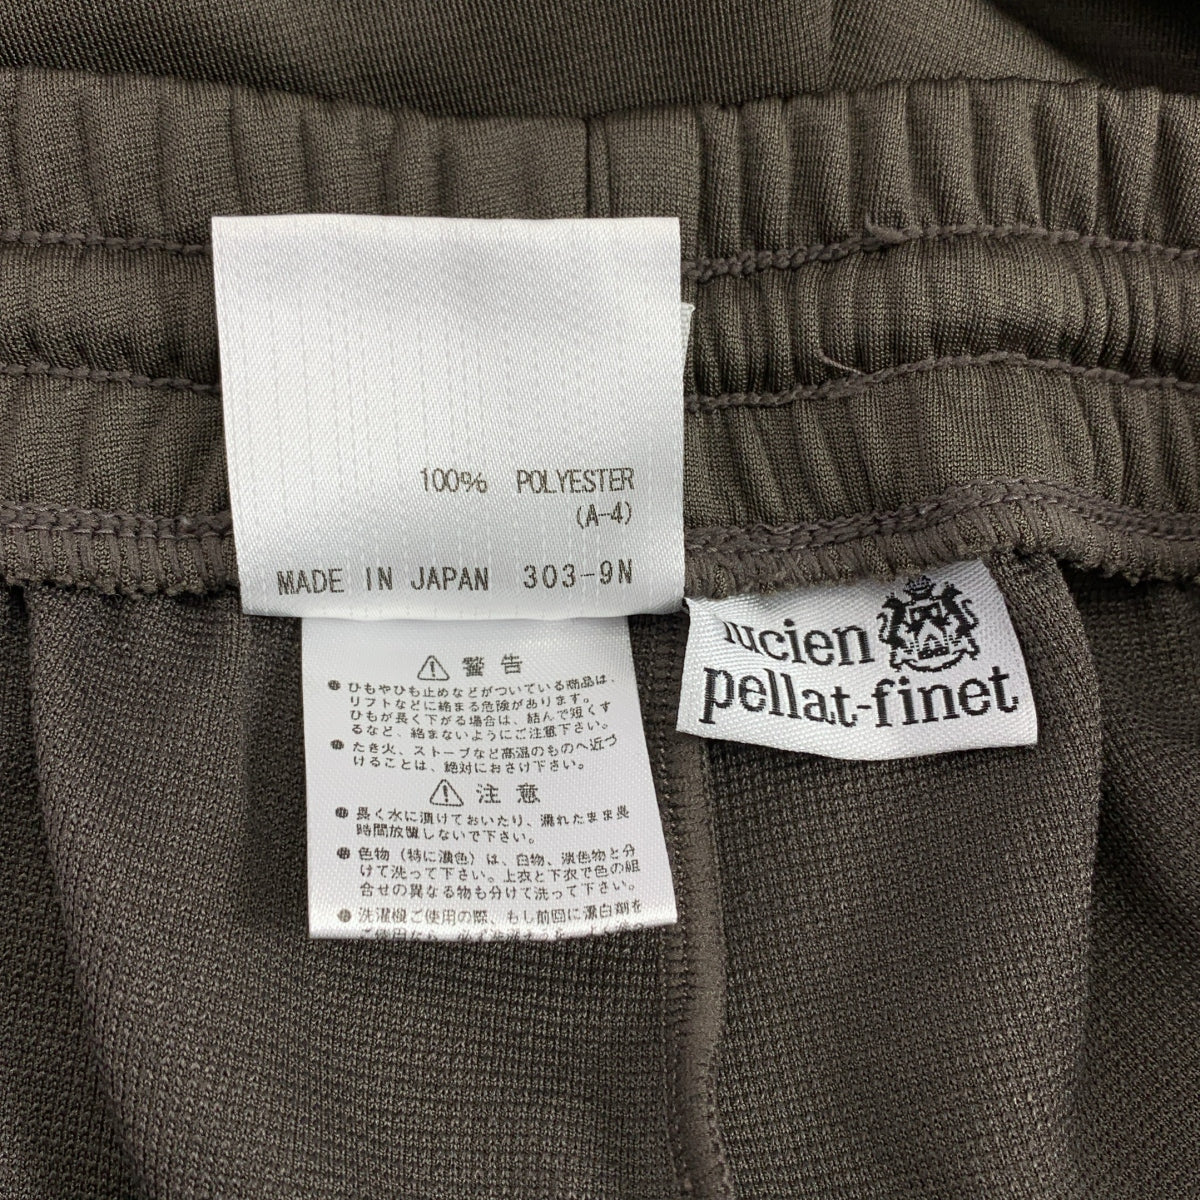 100% POLYESTER
(A-4)
MADE IN JAPAN 303-9N
lucien
pellat-finet
⚠ 警告
●ひもやひも止めなどがついている商品は、
リフトなどに絡まる危険があります。
ひもが長く下がる場合は、結んで短くす
るなど、絡まないようにご注意下さい。
●たき火、ストーブなど高温のものへ近づ
けることは、絶対におさけ下さい。
⚠ 注意
●長く水に漬けておいたり、濡れたまま長
時間放置しないで下さい。
●色物（特に濃色）は、白物、淡色物と分
けて洗って下さい。上衣と下衣で色の組
合せの異なる物も分けて洗って下さい。
●洗濯機ご使用の際、もし前回に漂白剤を